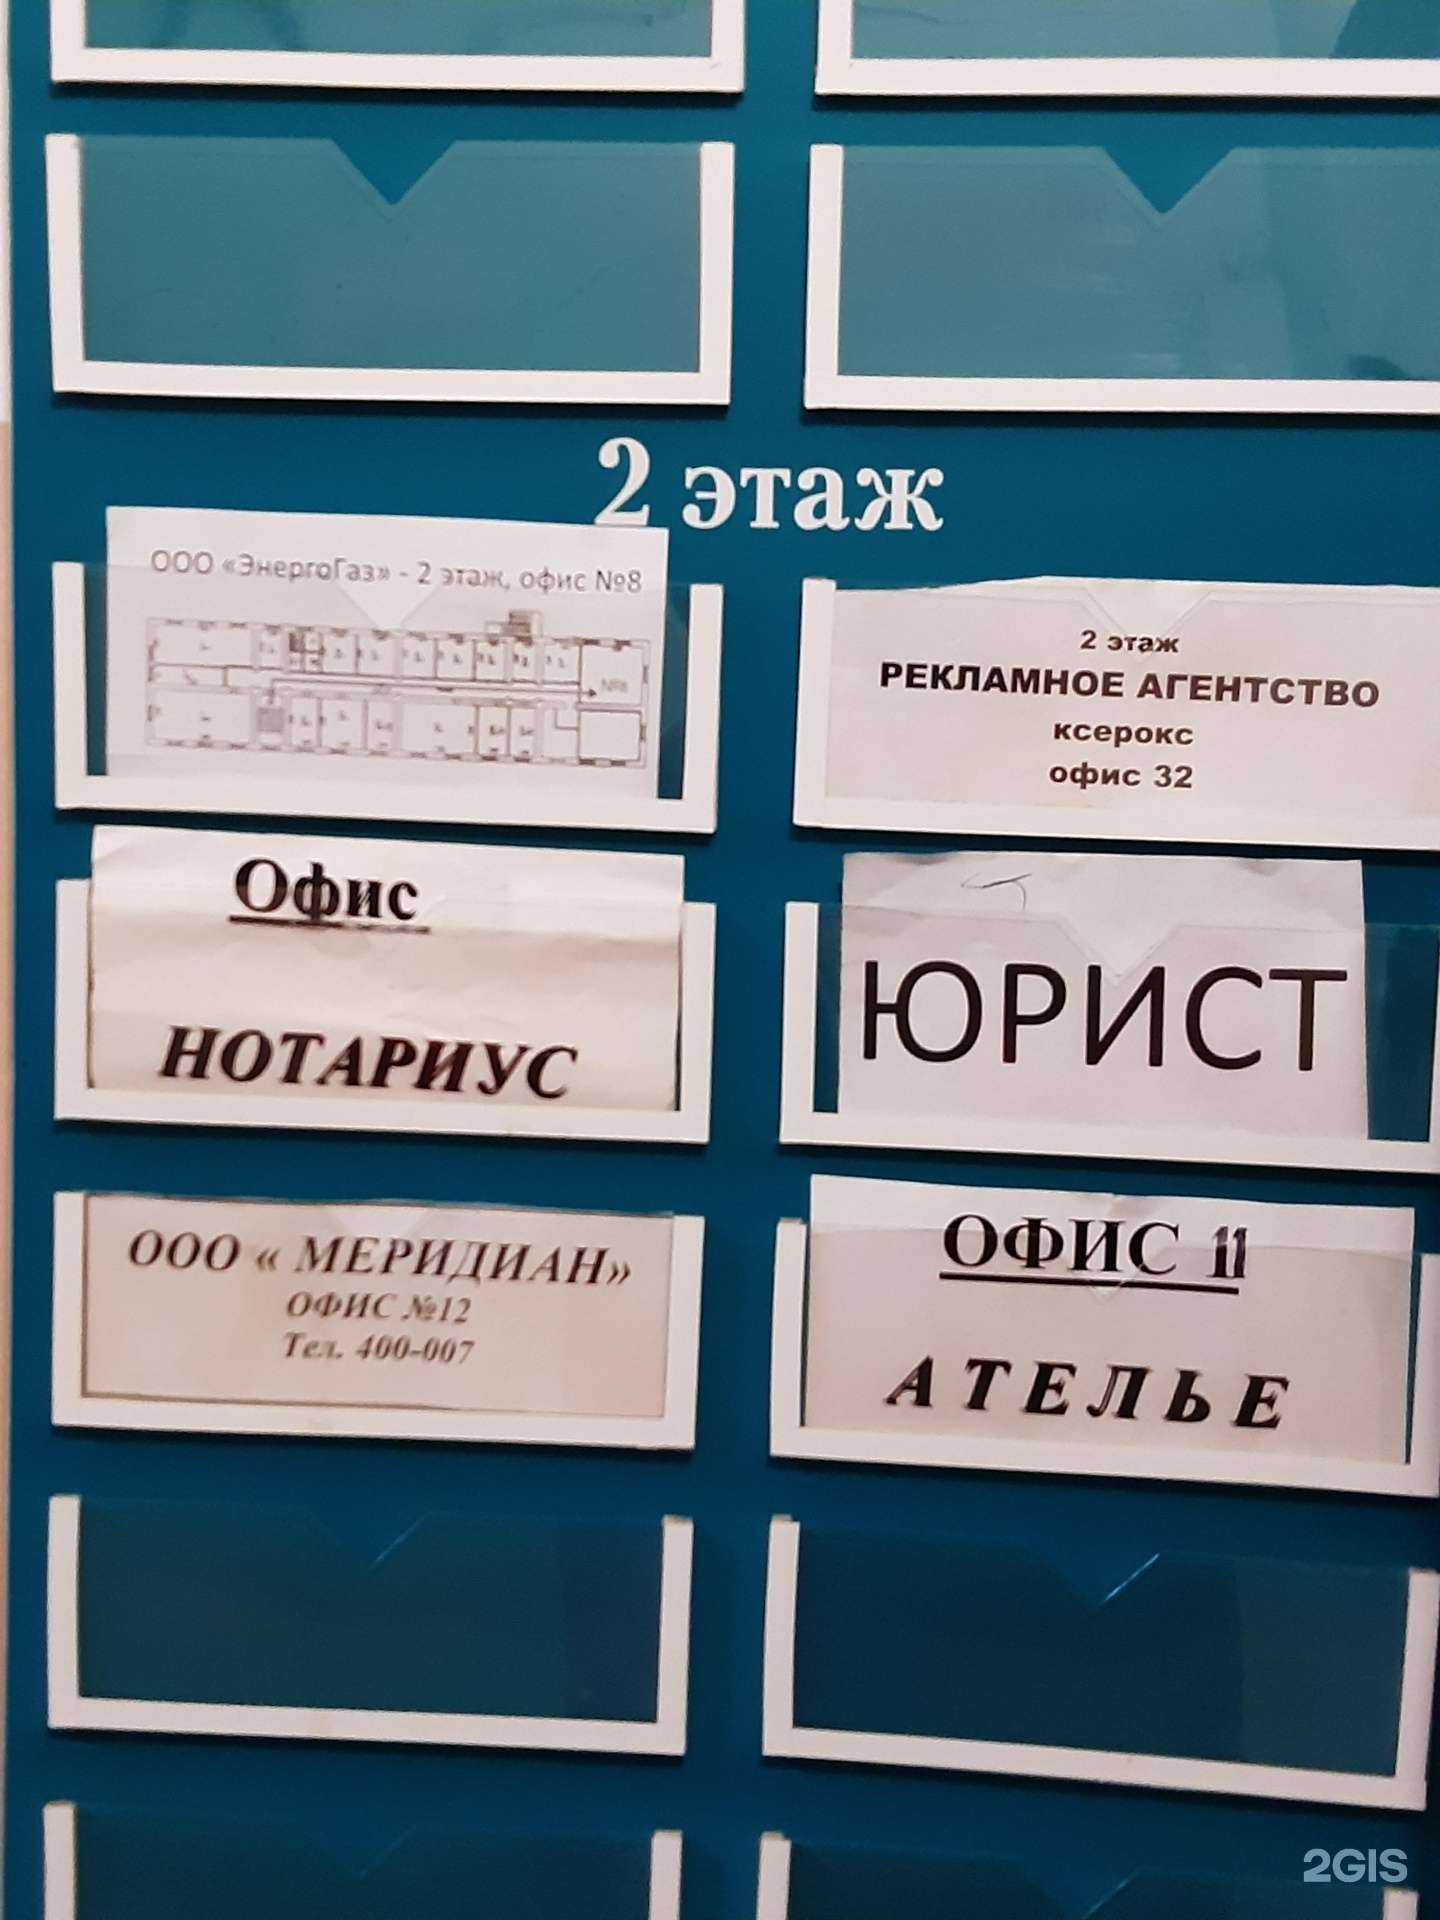 2 этаж
ООО «ЭнергоГаз» - 2 этаж, офис №8
№8
2 этаж
РЕКЛАМНОЕ АГЕНТСТВО
ксерокс
офис 32
Офис
НОТАРИУС
ЮРИСТ
ООО « МЕРИДИАН»
ОФИС №12
Тел. 400-007
ОФИС 11
АТЕЛЬЕ
2GIS